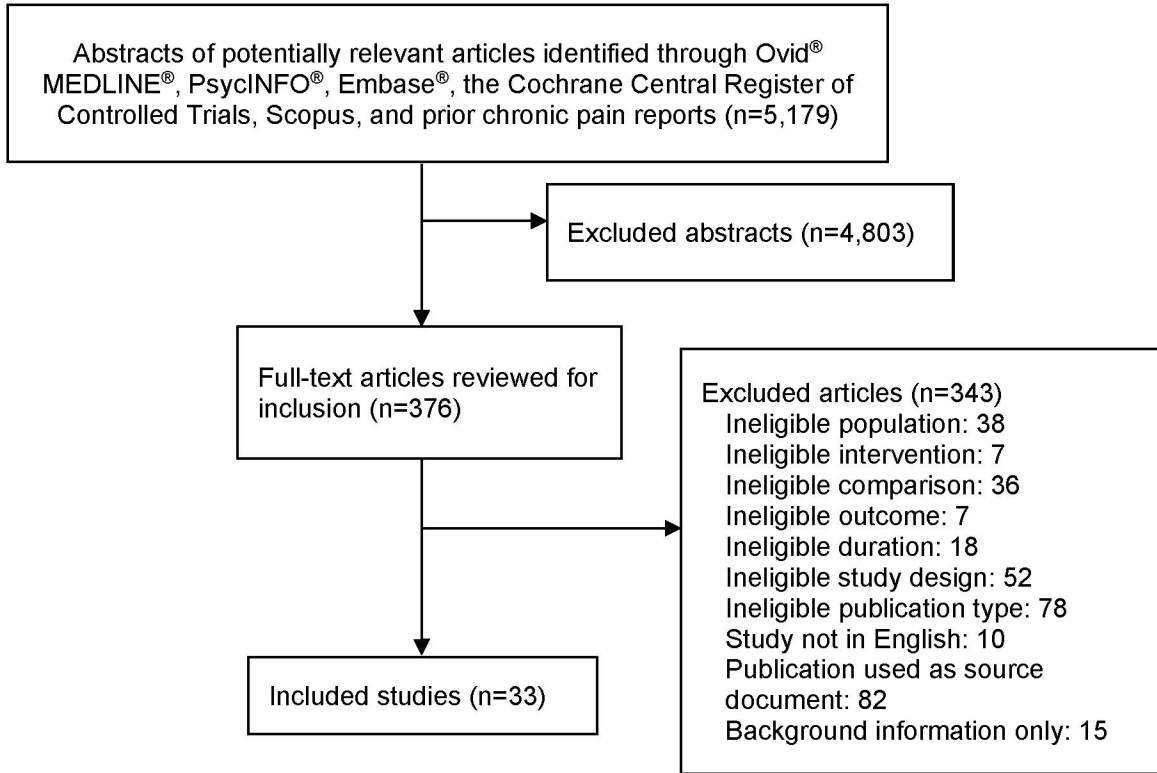 Abstracts of potentially relevant articles identified through Ovid®
MEDLINE®, PsycINFO®, Embase®, the Cochrane Central Register of
Controlled Trials, Scopus, and prior chronic pain reports (n=5,179)
Excluded abstracts (n=4,803)
Full-text articles reviewed for
inclusion (n=376)
Excluded articles (n=343)
Ineligible population: 38
Ineligible intervention: 7
Ineligible comparison: 36
Ineligible outcome: 7
Ineligible duration: 18
Ineligible study design: 52
Ineligible publication type: 78
Study not in English: 10
Publication used as source
document: 82
Background information only: 15
Included studies (n=33)